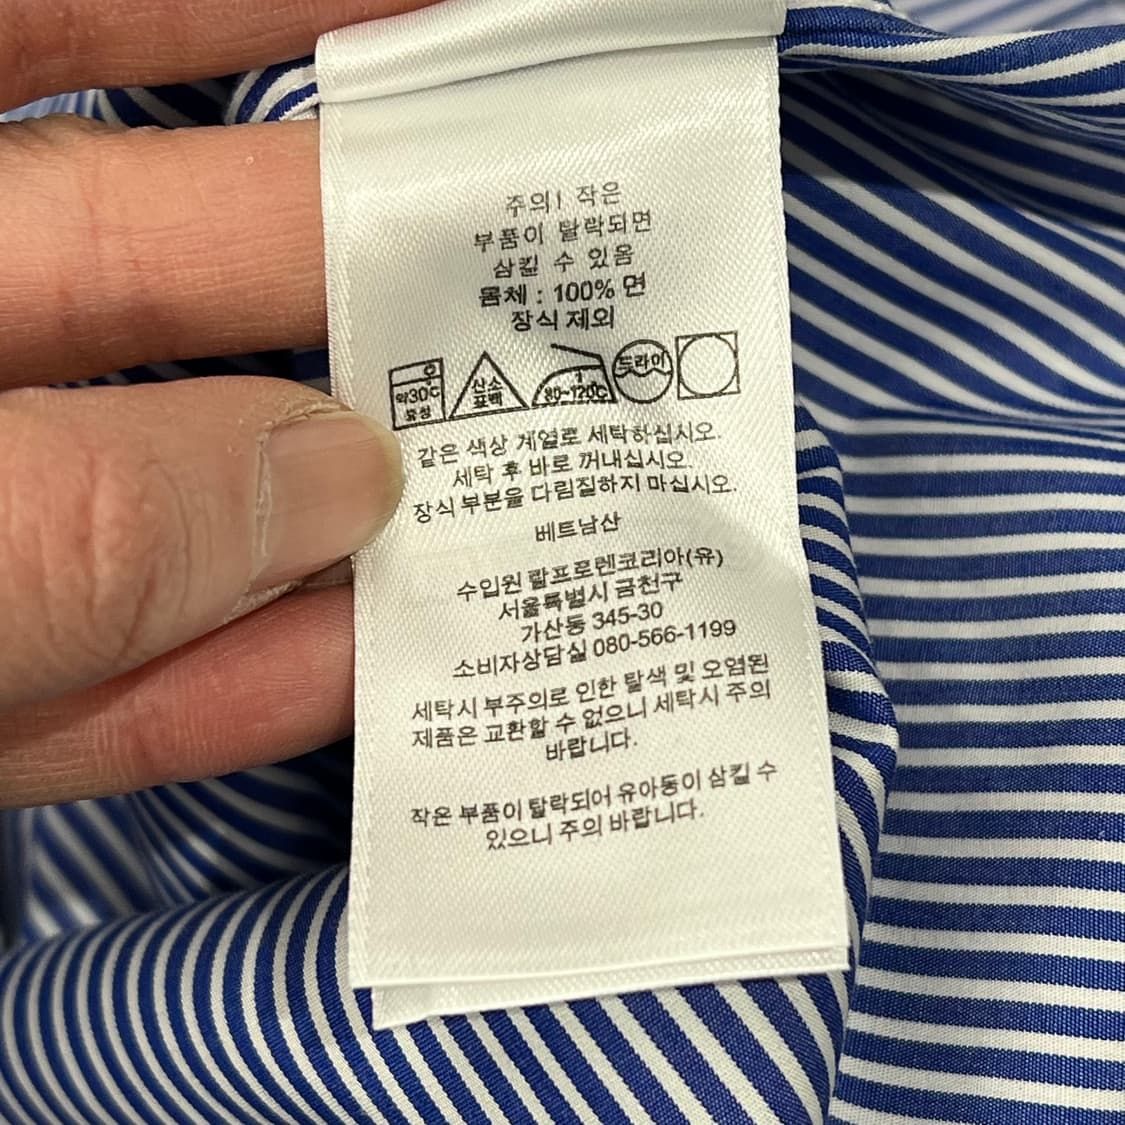 주의! 작은
부품이 탈락되면
삼킬 수 있음
몸체 : 100% 면
장식 제외
약30℃
중성
산소
표백
1
80~120℃
드라이
같은 색상 계열로 세탁하십시오.
세탁 후 바로 꺼내십시오.
장식 부분을 다림질하지 마십시오.
베트남산
수입원 랄프로렌코리아(유)
서울특별시 금천구
가산동 345-30
소비자상담실 080-566-1199
세탁시 부주의로 인한 탈색 및 오염된
제품은 교환할 수 없으니 세탁시 주의
바랍니다.
작은 부품이 탈락되어 유아동이 삼킬 수
있으니 주의 바랍니다.